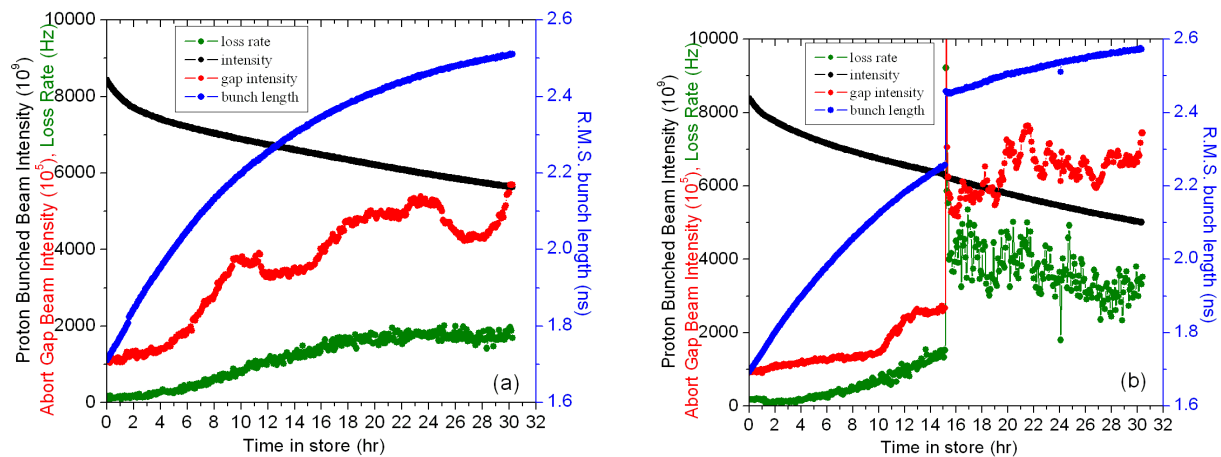 Proton Bunched Beam Intensity (10⁹)
Abort Gap Beam Intensity (10⁵), Loss Rate (Hz)
10000
8000
6000
4000
2000
0
loss rate
intensity
gap intensity
bunch length
2.6
2.4
2.2
2.0
1.8
1.6
R.M.S. bunch length (ns)
(a)
0 2 4 6 8 10 12 14 16 18 20 22 24 26 28 30 32
Time in store (hr)
Proton Bunched Beam Intensity (10⁹)
Abort Gap Beam Intensity (10⁵), Loss Rate (Hz)
10000
8000
6000
4000
2000
0
loss rate
intensity
gap intensity
bunch length
2.6
2.4
2.2
2.0
1.8
1.6
R.M.S. bunch length (ns)
(b)
0 2 4 6 8 10 12 14 16 18 20 22 24 26 28 30 32
Time in store (hr)